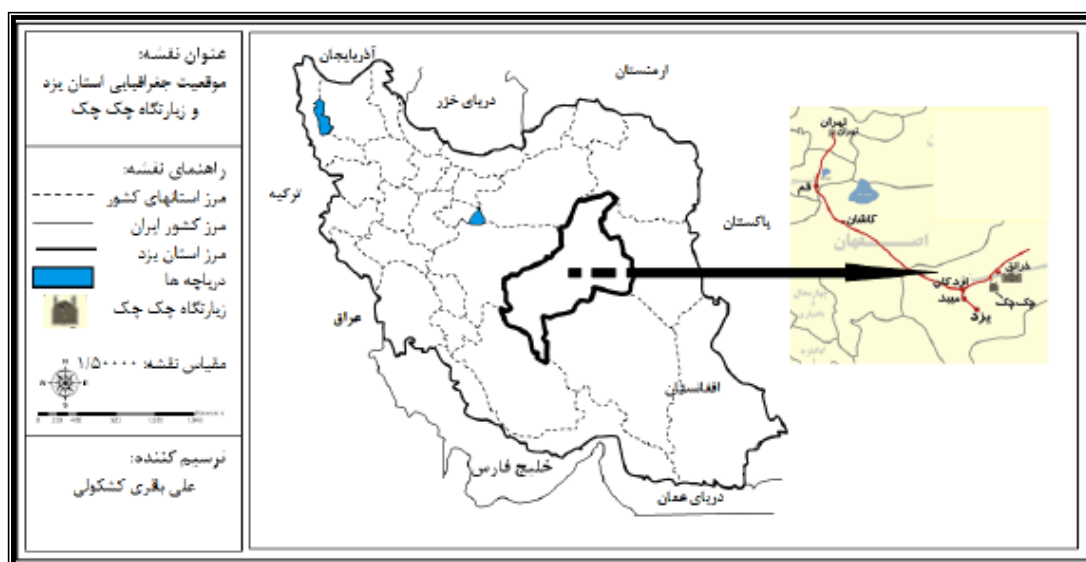 عنوان نقشه:
موقعیت جغرافیایی استان یزد
و زیارتگاه چک چک
راهنمای نقشه:
مرز استانهای کشور
مرز کشور ایران
مرز استان یزد
دریاچه ها
زیارتگاه چک چک
مقیاس نقشه: ۱/۵۰۰۰۰
ترسیم کننده:
علی باقری کشکولی
آذربایجان
ارمنستان
دریای خزر
ترکیه
پاکستان
عراق
افغانستان
خلیج فارس
دریای عمان
تهران
تهران
قم
کاشان
اصفهان
خرانق
اردکان
چک چک
میبد
یزد